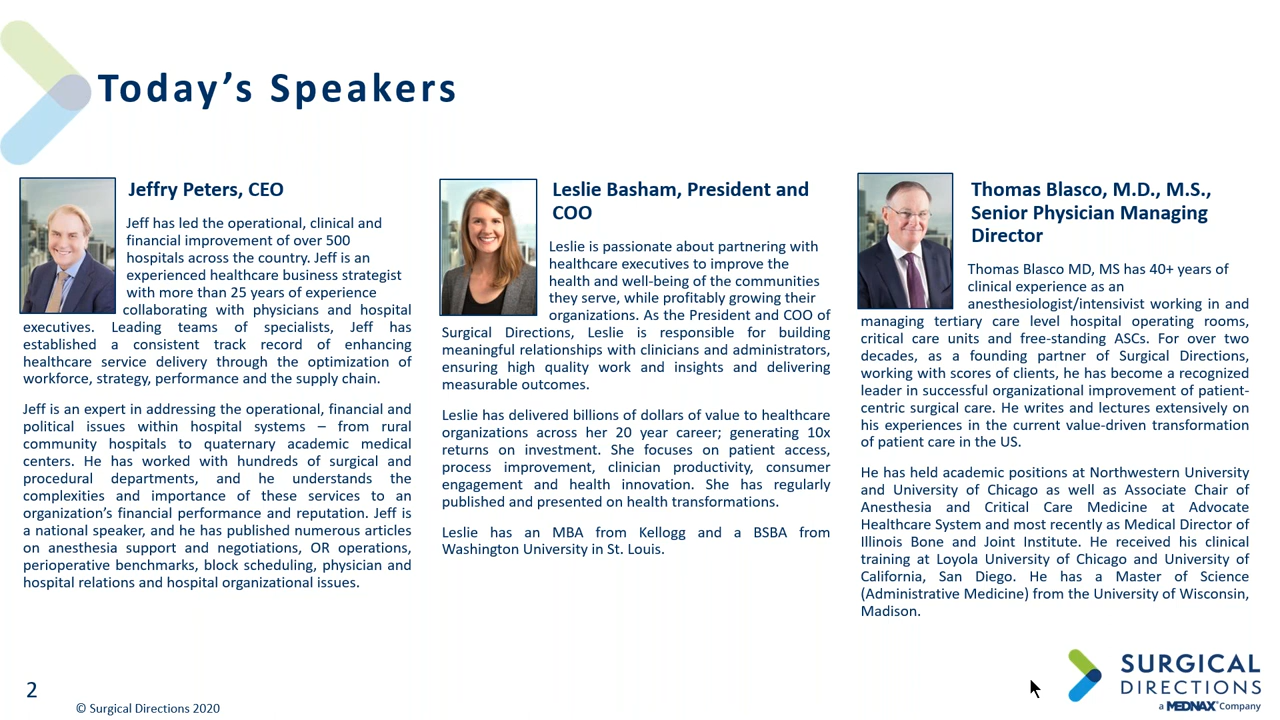 Today’s Speakers
Jeffry Peters, CEO
Jeff has led the operational, clinical and
financial improvement of over 500
hospitals across the country. Jeff is an
experienced healthcare business strategist
with more than 25 years of experience
collaborating with physicians and hospital
executives. Leading teams of specialists, Jeff has
established a consistent track record of enhancing
healthcare service delivery through the optimization of
workforce, strategy, performance and the supply chain.
Jeff is an expert in addressing the operational, financial and
political issues within hospital systems – from rural
community hospitals to quaternary academic medical
centers. He has worked with hundreds of surgical and
procedural departments, and he understands the
complexities and importance of these services to an
organization’s financial performance and reputation. Jeff is
a national speaker, and he has published numerous articles
on anesthesia support and negotiations, OR operations,
perioperative benchmarks, block scheduling, physician and
hospital relations and hospital organizational issues.
Leslie Basham, President and
COO
Leslie is passionate about partnering with
healthcare executives to improve the
health and well-being of the communities
they serve, while profitably growing their
organizations. As the President and COO of
Surgical Directions, Leslie is responsible for building
meaningful relationships with clinicians and administrators,
ensuring high quality work and insights and delivering
measurable outcomes.
Leslie has delivered billions of dollars of value to healthcare
organizations across her 20 year career; generating 10x
returns on investment. She focuses on patient access,
process improvement, clinician productivity, consumer
engagement and health innovation. She has regularly
published and presented on health transformations.
Leslie has an MBA from Kellogg and a BSBA from
Washington University in St. Louis.
Thomas Blasco, M.D., M.S.,
Senior Physician Managing
Director
Thomas Blasco MD, MS has 40+ years of
clinical experience as an
anesthesiologist/intensivist working in and
managing tertiary care level hospital operating rooms,
critical care units and free-standing ASCs. For over two
decades, as a founding partner of Surgical Directions,
working with scores of clients, he has become a recognized
leader in successful organizational improvement of patient-
centric surgical care. He writes and lectures extensively on
his experiences in the current value-driven transformation
of patient care in the US.
He has held academic positions at Northwestern University
and University of Chicago as well as Associate Chair of
Anesthesia and Critical Care Medicine at Advocate
Healthcare System and most recently as Medical Director of
Illinois Bone and Joint Institute. He received his clinical
training at Loyola University of Chicago and University of
California, San Diego. He has a Master of Science
(Administrative Medicine) from the University of Wisconsin,
Madison.
2
© Surgical Directions 2020
SURGICAL
DIRECTIONS
a MEDNAX Company